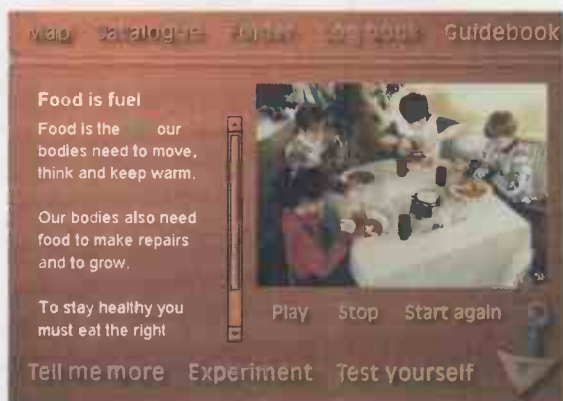 Map Catalogue Folder Log book Guidebook
Food is fuel
Food is the our
bodies need to move,
think and keep warm.
Our bodies also need
food to make repairs
and to grow.
To stay healthy you
must eat the right
Play Stop Start again
Tell me more Experiment Test yourself